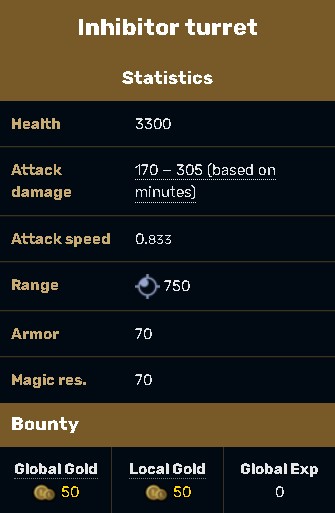 Inhibitor turret
Statistics
Health 3300
Attack damage 170 – 305 (based on minutes)
Attack speed 0.833
Range 750
Armor 70
Magic res. 70
Bounty
Global Gold Local Gold Global Exp
50 50 0